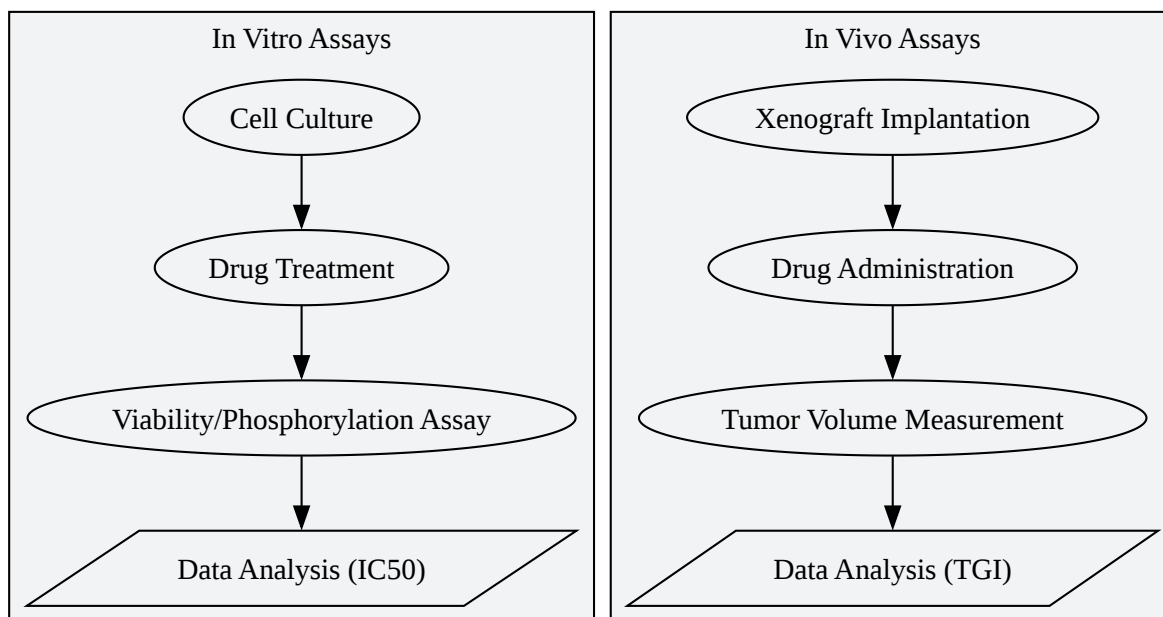 In Vitro Assays
Cell Culture
Drug Treatment
Viability/Phosphorylation Assay
Data Analysis (IC50)
In Vivo Assays
Xenograft Implantation
Drug Administration
Tumor Volume Measurement
Data Analysis (TGI)